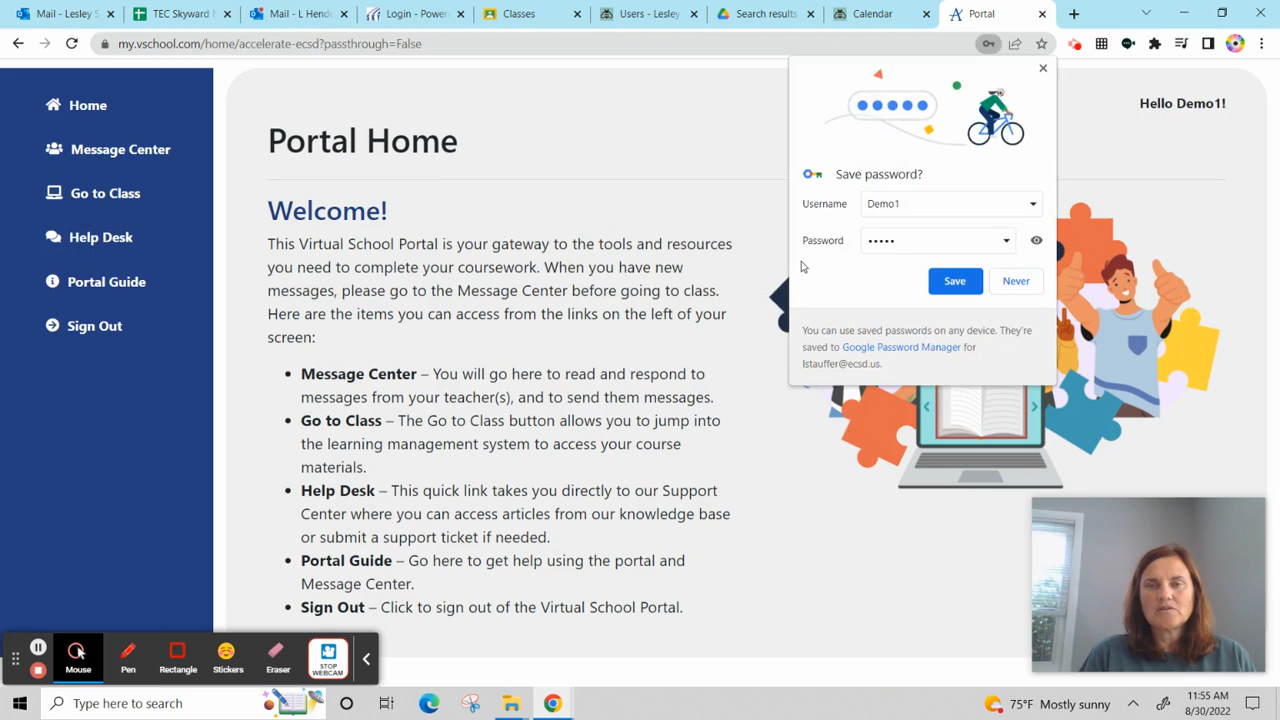 Mail - Lesley S
TEC Skyward M
Mail - L Hende
Login - Power
Classes
Users - Lesley
Search results
Calendar
Portal
my.vschool.com/home/accelerate-ecsd?passthrough=False
Home
Message Center
Go to Class
Help Desk
Portal Guide
Sign Out
Hello Demo1!
Portal Home
Welcome!
This Virtual School Portal is your gateway to the tools and resources
you need to complete your coursework. When you have new
messages, please go to the Message Center before going to class.
Here are the items you can access from the links on the left of your
screen:
• Message Center – You will go here to read and respond to
messages from your teacher(s), and to send them messages.
• Go to Class – The Go to Class button allows you to jump into
the learning management system to access your course
materials.
• Help Desk – This quick link takes you directly to our Support
Center where you can access articles from our knowledge base
or submit a support ticket if needed.
• Portal Guide – Go here to get help using the portal and
Message Center.
• Sign Out – Click to sign out of the Virtual School Portal.
Save password?
Username Demo1
Password •••••
Save Never
You can use saved passwords on any device. They're
saved to Google Password Manager for
lstauffer@ecsd.us.
Mouse
Pen
Rectangle
Stickers
Eraser
STOP
WEBCAM
Type here to search
75°F Mostly sunny
11:55 AM
8/30/2022